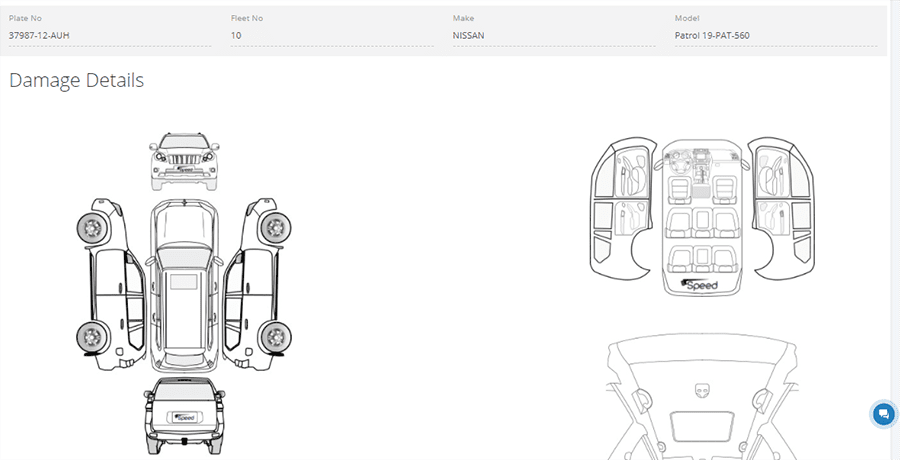 Plate No
Fleet No
Make
Model
37987-12-AUH
10
NISSAN
Patrol 19-PAT-560
Damage Details
Speed
Speed
Speed